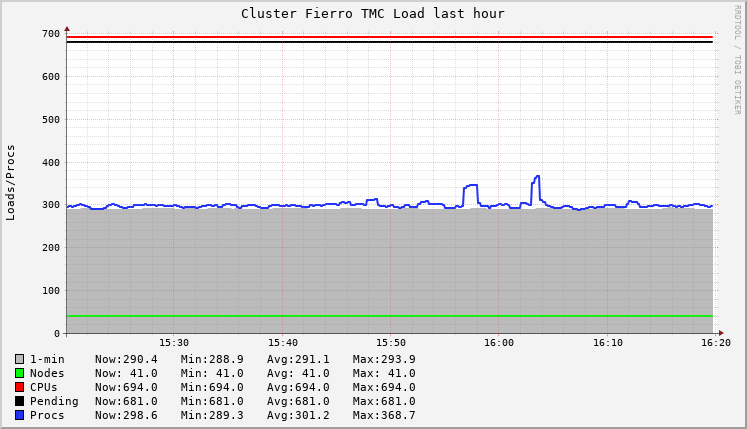 Cluster Fierro TMC Load last hour
RRDTOOL / TOBI OETIKER
Loads/Procs
700
600
500
400
300
200
100
0
15:30 15:40 15:50 16:00 16:10 16:20
1-min Now:290.4 Min:288.9 Avg:291.1 Max:293.9
Nodes Now: 41.0 Min: 41.0 Avg: 41.0 Max: 41.0
CPUs Now:694.0 Min:694.0 Avg:694.0 Max:694.0
Pending Now:681.0 Min:681.0 Avg:681.0 Max:681.0
Procs Now:298.6 Min:289.3 Avg:301.2 Max:368.7